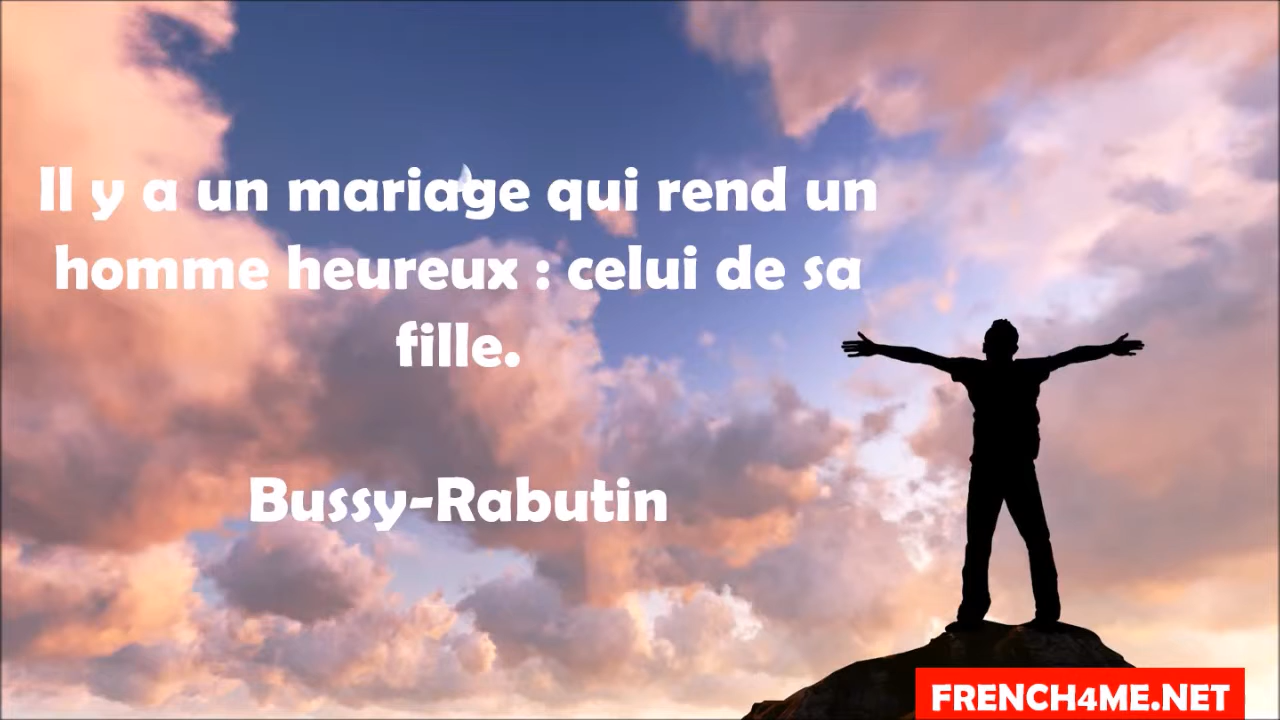 Il y a un mariage qui rend un
homme heureux : celui de sa
fille.
Bussy-Rabutin
FRENCH4ME.NET